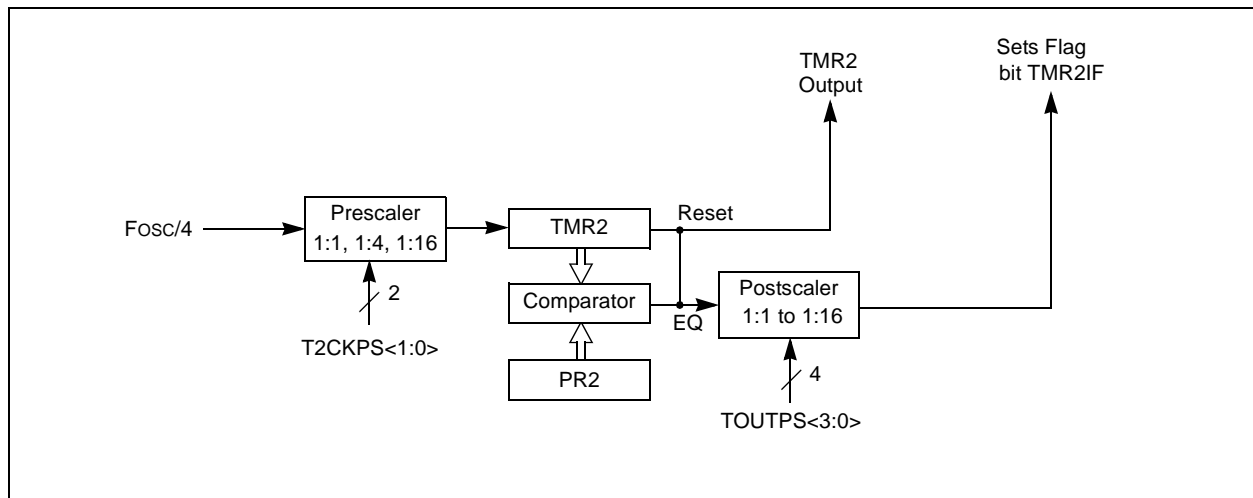 TMR2
Output
Sets Flag
bit TMR2IF
FOSC/4
Prescaler
1:1, 1:4, 1:16
2
T2CKPS<1:0>
TMR2
Reset
Comparator
EQ
PR2
Postscaler
1:1 to 1:16
4
TOUTPS<3:0>